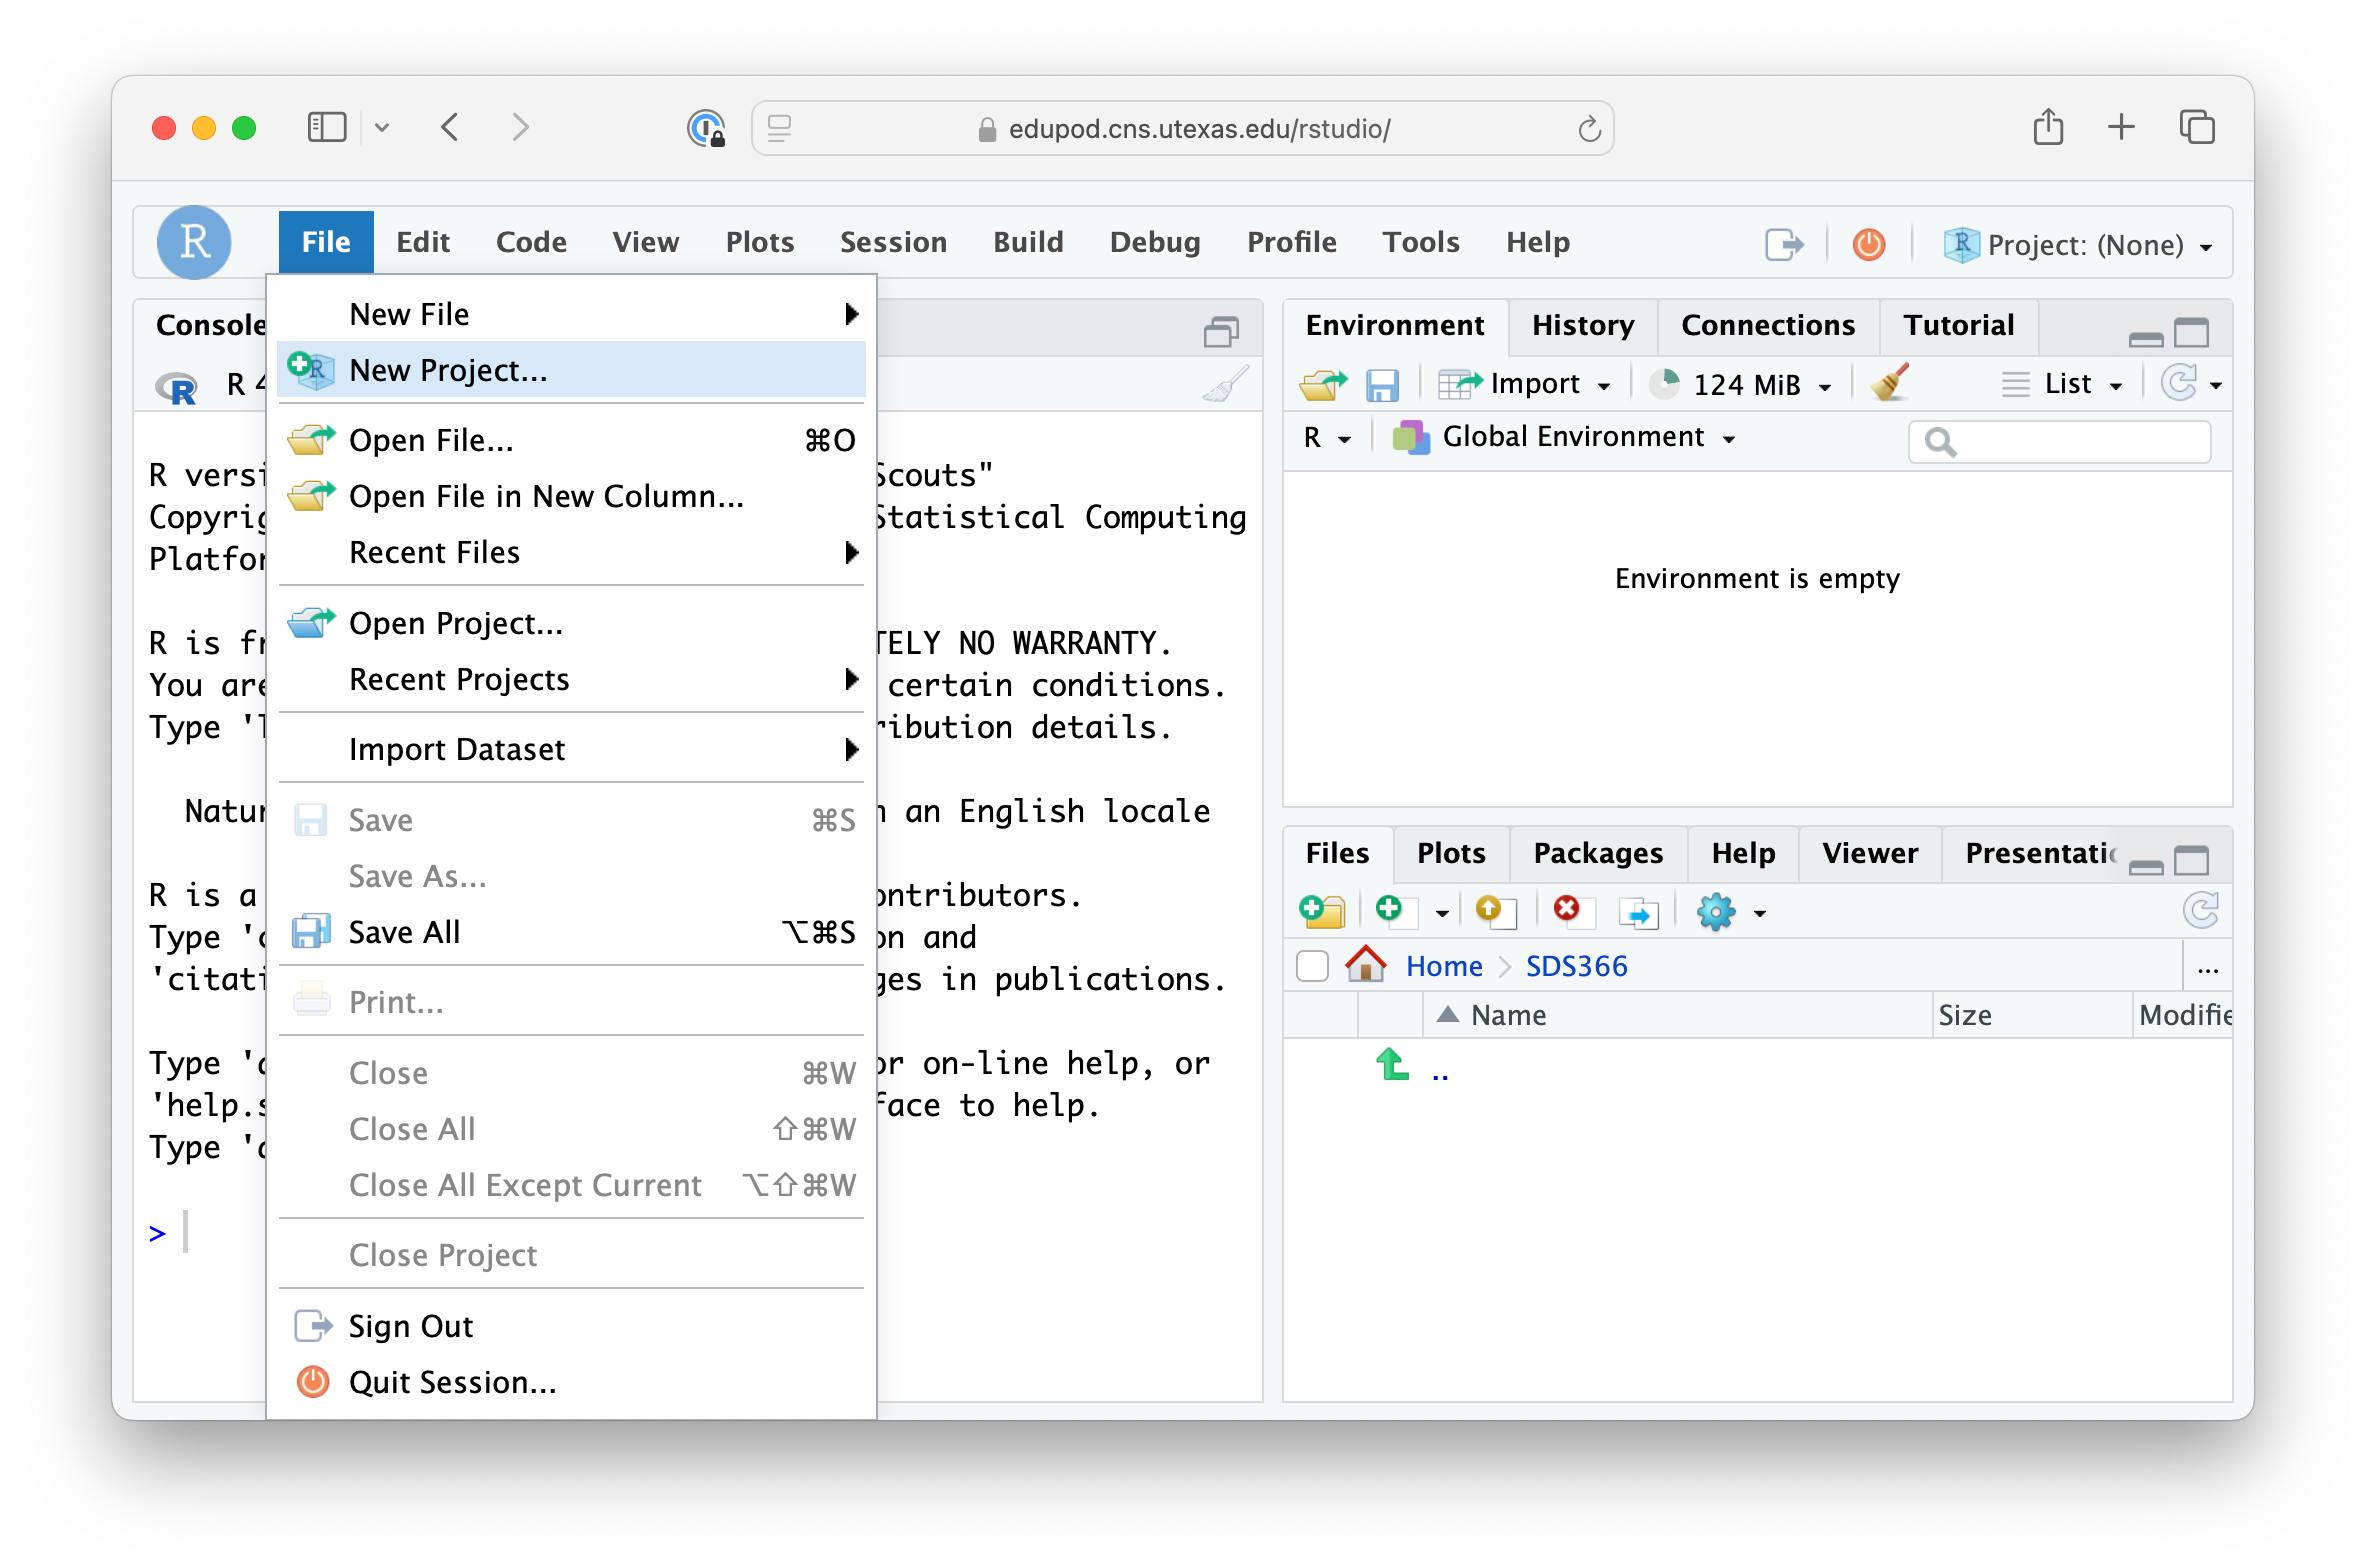 edupod.cns.utexas.edu/rstudio/
R File Edit Code View Plots Session Build Debug Profile Tools Help R Project: (None)
Console
R 4
R
Scouts"
Copyrig Statistical Computing
Platfor
R is fr TELY NO WARRANTY.
You are certain conditions.
Type ribution details.
Natur an English locale
R is a ontributors.
Type on and
'citati ges in publications.
Type or on-line help, or
'help.s face to help.
Type
>
New File
New Project...
Open File... ⌘O
Open File in New Column...
Recent Files
Open Project...
Recent Projects
Import Dataset
Save ⌘S
Save As...
Save All ⌥⌘S
Print...
Close ⌘W
Close All ⇧⌘W
Close All Except Current ⌥⇧⌘W
Close Project
Sign Out
Quit Session...
Environment History Connections Tutorial
Import 124 MiB List
R Global Environment
Environment is empty
Files Plots Packages Help Viewer Presentatio
Home SDS366 ...
Name Size Modifie
..